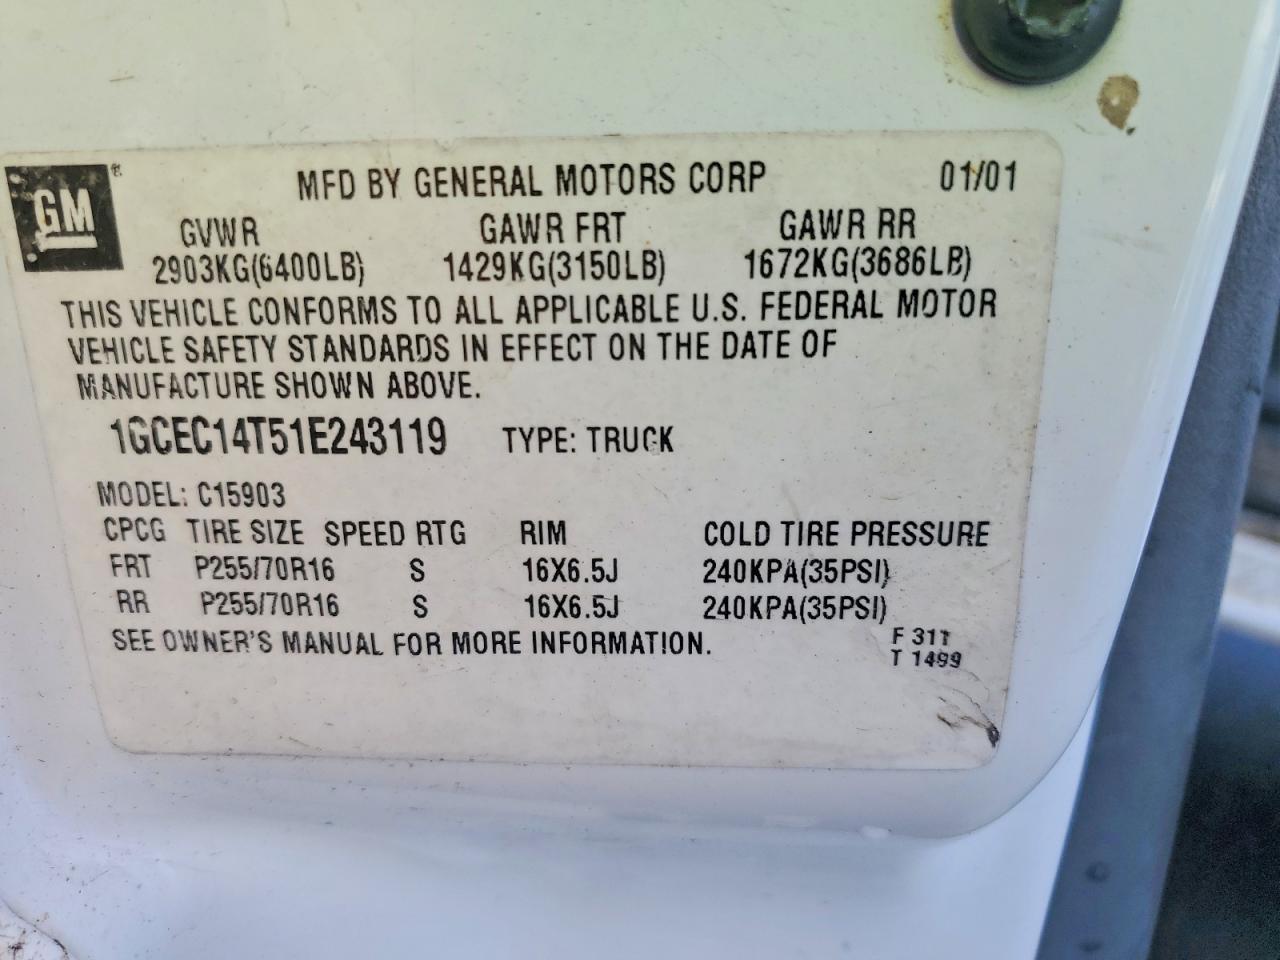 GM® MFD BY GENERAL MOTORS CORP 01/01
GVWR GAWR FRT GAWR RR
2903KG(6400LB) 1429KG(3150LB) 1672KG(3686LB)
THIS VEHICLE CONFORMS TO ALL APPLICABLE U.S. FEDERAL MOTOR
VEHICLE SAFETY STANDARDS IN EFFECT ON THE DATE OF
MANUFACTURE SHOWN ABOVE.
1GCEC14T51E243119 TYPE: TRUCK
MODEL: C15903
CPCG TIRE SIZE SPEED RTG RIM COLD TIRE PRESSURE
FRT P255/70R16 S 16X6.5J 240KPA(35PSI)
RR P255/70R16 S 16X6.5J 240KPA(35PSI)
SEE OWNER'S MANUAL FOR MORE INFORMATION.
F
T 1499